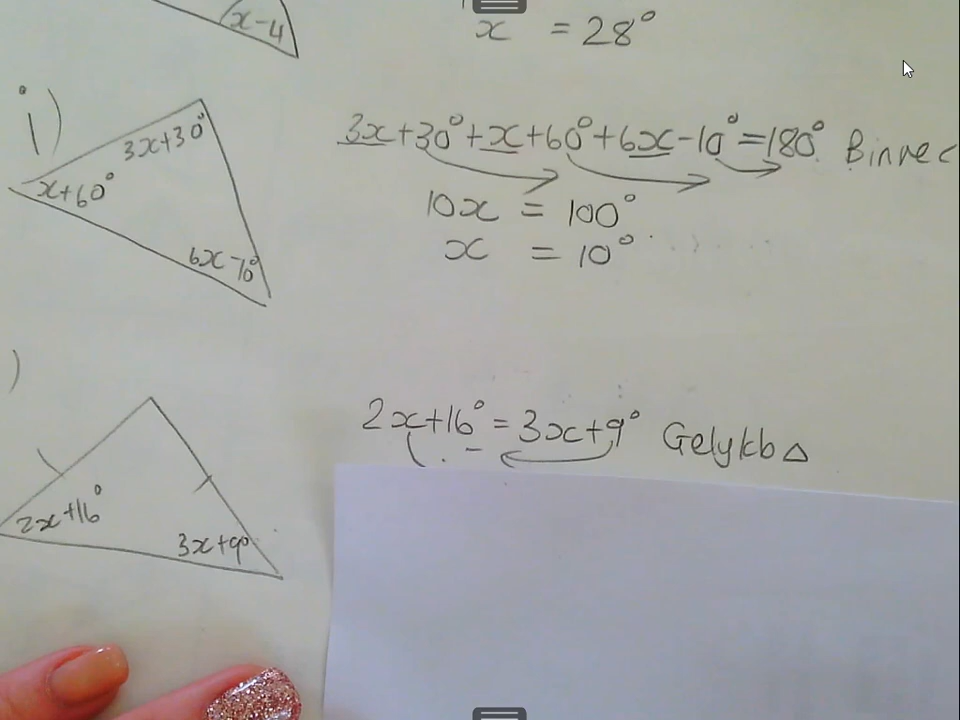 x-4
x = 28°
i)
3x+30°
x+60°
6x-10°
3x+30°+x+60°+6x-10°=180° Binne
10x = 100°
x = 10°
)
2x+16°
3x+9°
2x+16° = 3x+9° Gelykb △